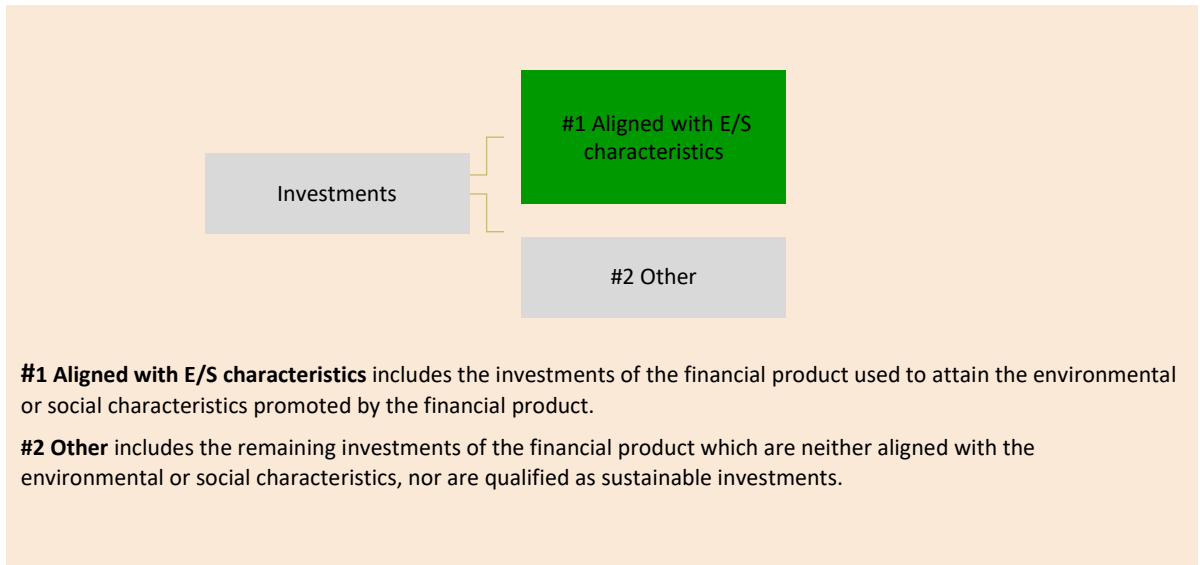 #1 Aligned with E/S
characteristics
Investments
#2 Other
#1 Aligned with E/S characteristics includes the investments of the financial product used to attain the environmental
or social characteristics promoted by the financial product.
#2 Other includes the remaining investments of the financial product which are neither aligned with the
environmental or social characteristics, nor are qualified as sustainable investments.